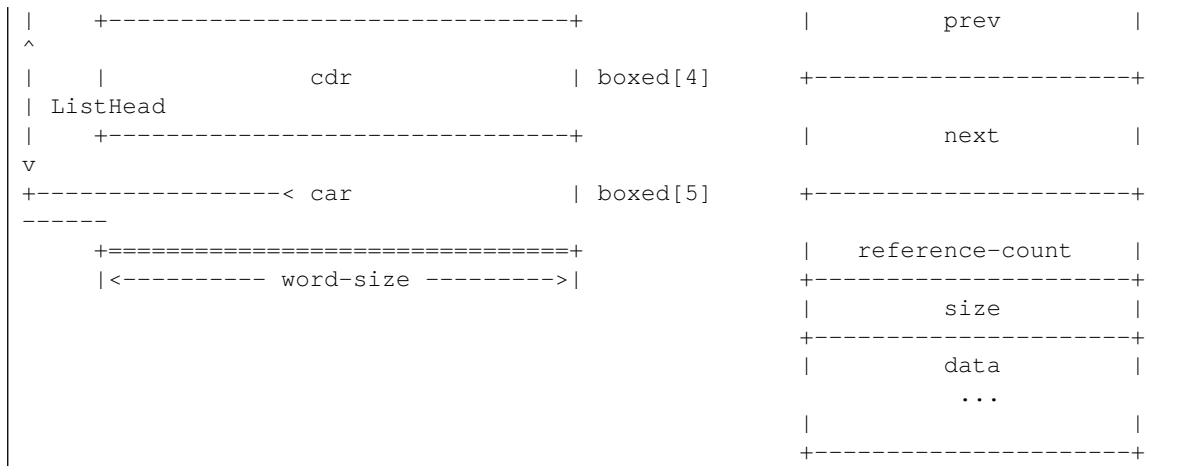 |    +--------------------------------+               |         prev         |
^
|    |              cdr               | boxed[4]      +----------------------+
| ListHead
|    +--------------------------------+               |         next         |
v
+-----------------< car               | boxed[5]      +----------------------+
------
     +================================+               |   reference-count    |
     |<---------- word-size --------->|               +----------------------+
                                                      |         size         |
                                                      +----------------------+
                                                      |         data         |
                                                                ...
                                                      |                      |
                                                      +----------------------+